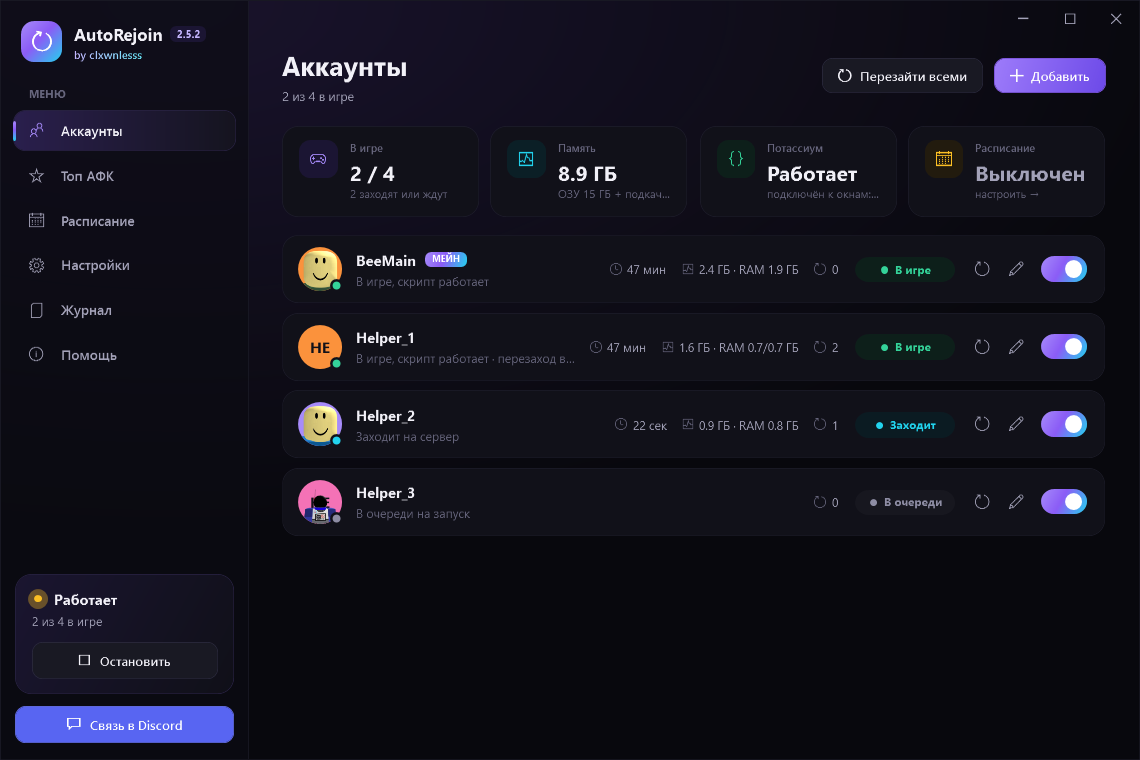 AutoRejoin 2.5.2
by clxwnlesss
МЕНЮ
Аккаунты
Топ АФК
Расписание
Настройки
Журнал
Помощь
Работает
2 из 4 в игре
Остановить
Связь в Discord
Аккаунты
2 из 4 в игре
Перезайти всеми
Добавить
В игре
2 / 4
2 заходят или ждут
Память
8.9 ГБ
ОЗУ 15 ГБ + подкач...
{} Потассиум
Работает
подключён к окнам:...
Расписание
Выключен
настроить →
BeeMain МЕЙН
В игре, скрипт работает
47 мин 2.4 ГБ · RAM 1.9 ГБ 0 В игре
HE Helper_1
В игре, скрипт работает · перезаход в...
47 мин 1.6 ГБ · RAM 0.7/0.7 ГБ 2 В игре
Helper_2
Заходит на сервер
22 сек 0.9 ГБ · RAM 0.8 ГБ 1 Заходит
Helper_3
В очереди на запуск
0 В очереди